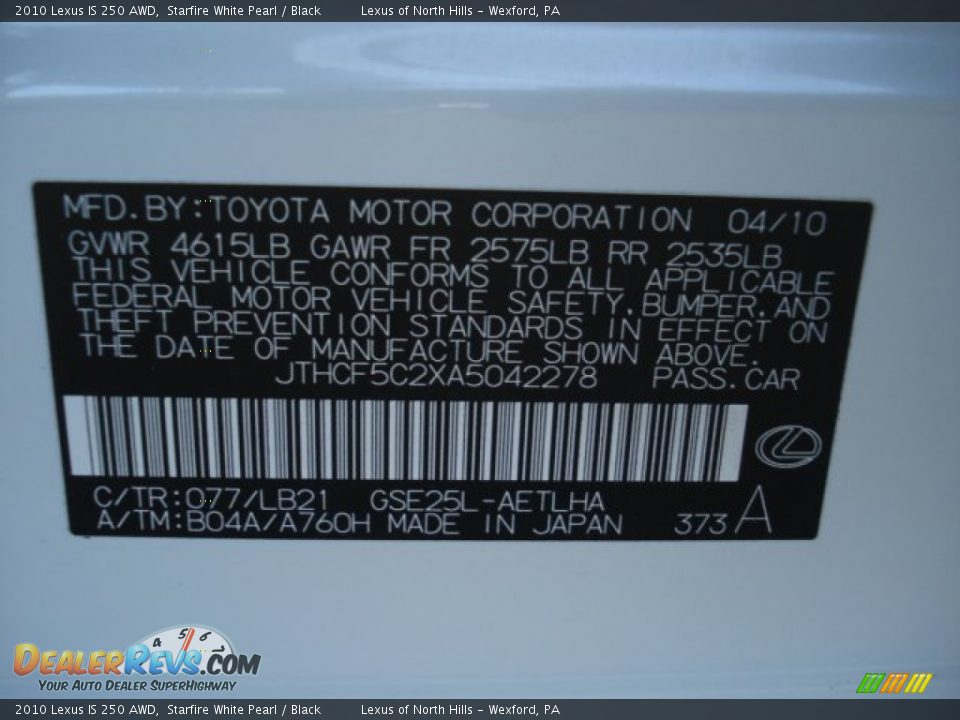 2010 Lexus IS 250 AWD, Starfire White Pearl / Black Lexus of North Hills - Wexford, PA
MFD.BY:TOYOTA MOTOR CORPORATION 04/10
GVWR 4615LB GAWR FR 2575LB RR 2535LB
THIS VEHICLE CONFORMS TO ALL APPLICABLE
FEDERAL MOTOR VEHICLE SAFETY.BUMPER.AND
THEFT PREVENTION STANDARDS IN EFFECT ON
THE DATE OF MANUFACTURE SHOWN ABOVE.
JTHCF5C2XA5042278 PASS.CAR
C/TR:077/LB21 GSE25L-AETLHA
A/TM:B04A/A760H MADE IN JAPAN 373 A
4 5 6 7
DealerRevs.com
Your Auto Dealer SuperHighway
2010 Lexus IS 250 AWD, Starfire White Pearl / Black Lexus of North Hills - Wexford, PA